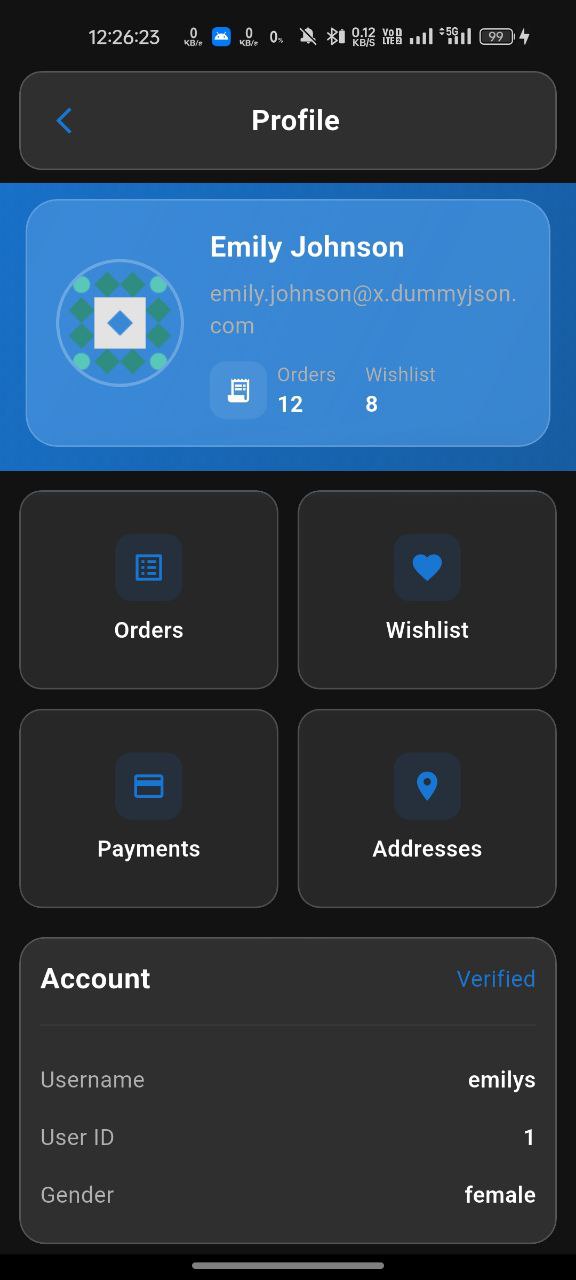 12:26:23 0 KB/s 0 KB/s 0% 0.12 KB/S VoD LTE 2 5G 99
Profile
Emily Johnson
emily.johnson@x.dummyjson.
com
Orders Wishlist
12 8
Orders Wishlist
Payments Addresses
Account Verified
Username emilys
User ID 1
Gender female